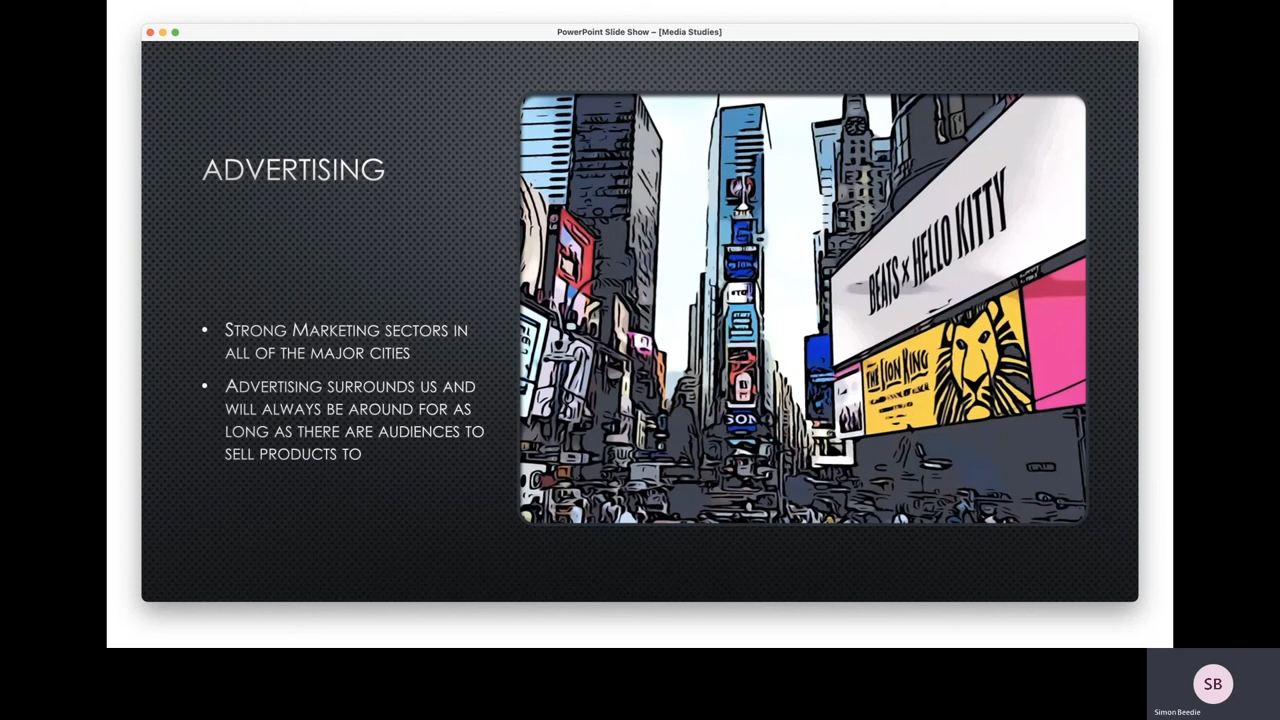 PowerPoint Slide Show – [Media Studies]
ADVERTISING
• STRONG MARKETING SECTORS IN
ALL OF THE MAJOR CITIES
• ADVERTISING SURROUNDS US AND
WILL ALWAYS BE AROUND FOR AS
LONG AS THERE ARE AUDIENCES TO
SELL PRODUCTS TO
BEATS x HELLO KITTY
THE LION KING
SON
SB
Simon Beedie